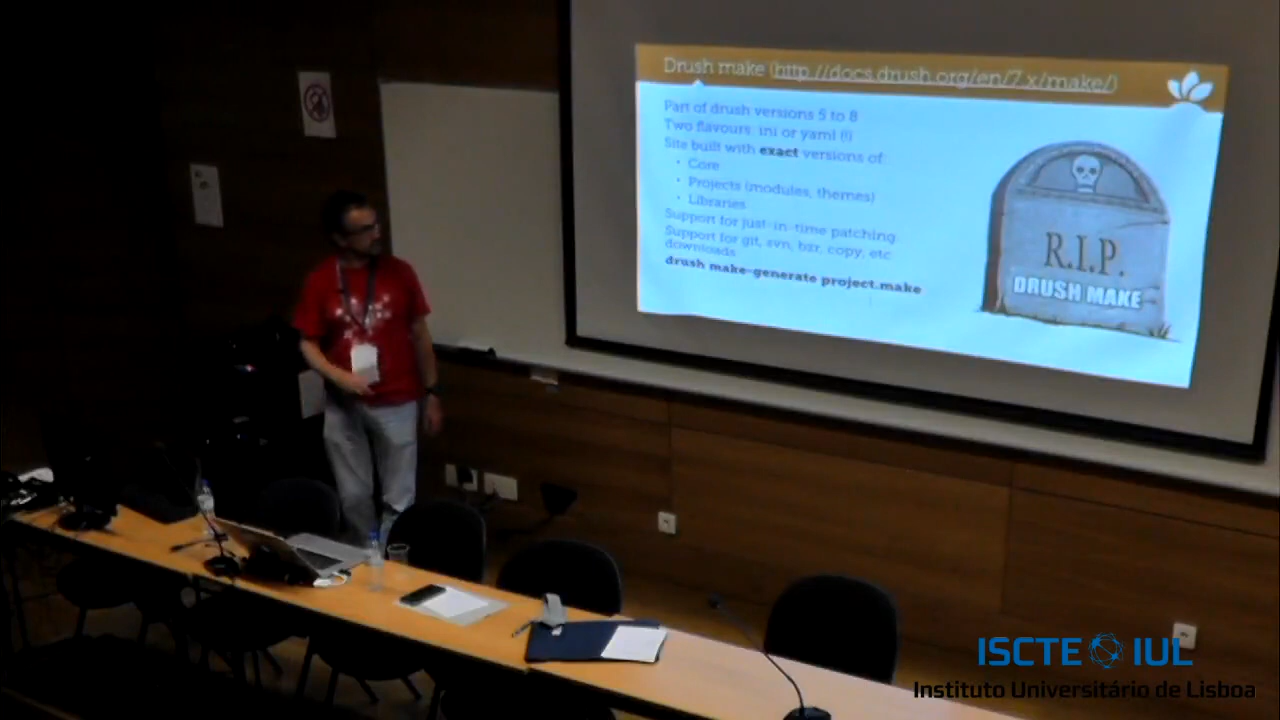 Drush make (http://docs.drush.org/en/7.x/make/)
Part of drush versions 5 to 8
Two flavours: ini or yaml (!)
Site built with exact versions of:
• Core
• Projects (modules, themes)
• Libraries
Support for just-in-time patching
Support for git, svn, bzr, copy, etc
downloads
drush make-generate project.make
R.I.P.
DRUSH MAKE
ISCTE IUL
Instituto Universitário de Lisboa